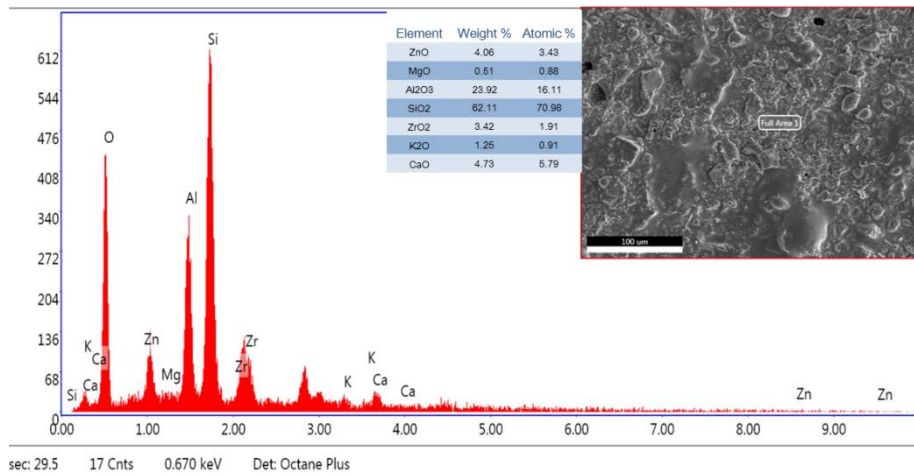 Element Weight % Atomic %
ZnO 4.06 3.43
MgO 0.51 0.88
Al2O3 23.92 16.11
SiO2 62.11 70.98
ZrO2 3.42 1.91
K2O 1.25 0.91
CaO 4.73 5.79
Full Area 1
100 um
612
544
476
408
340
272
204
136
68
0
Si
O
Al
K
Ca
Ca
Si
Zn
Mg
Zr
Zr
K
K
Ca
Ca
Zn
Zn
0.00 1.00 2.00 3.00 4.00 5.00 6.00 7.00 8.00 9.00
sec: 29.5 17 Cnts 0.670 keV Det: Octane Plus